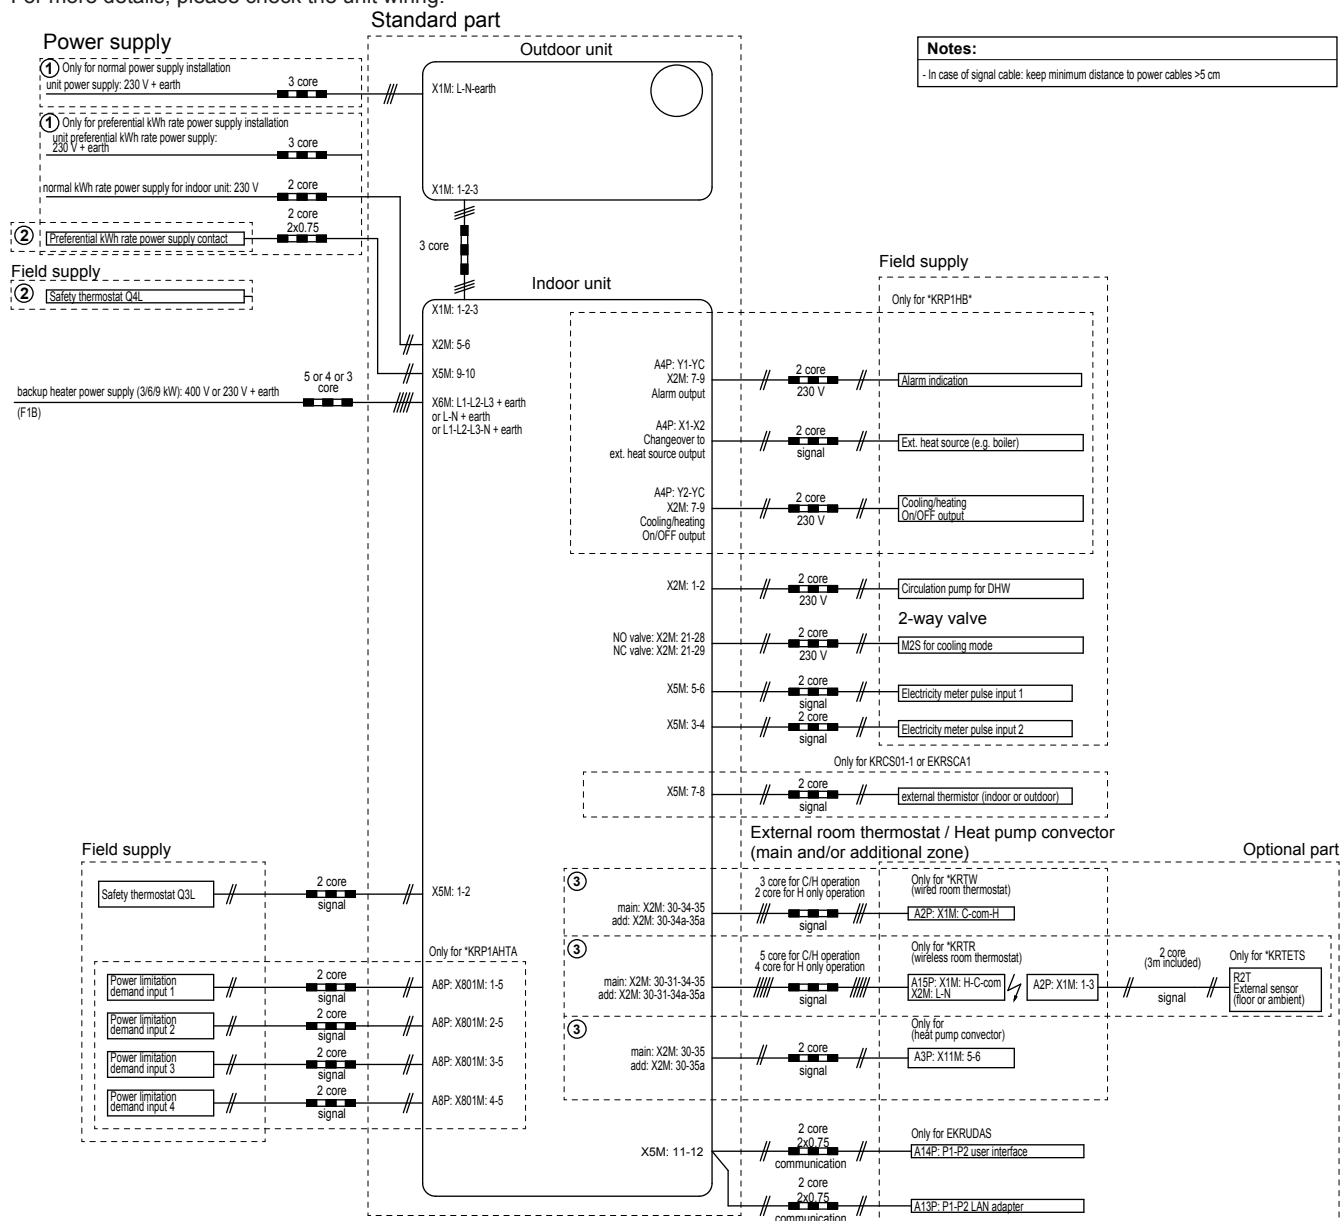 For more details, please check the unit wiring.
Standard part
Power supply
① Only for normal power supply installation
unit power supply: 230 V + earth
3 core
① Only for preferential kWh rate power supply installation
unit preferential kWh rate power supply:
230 V + earth
3 core
normal kWh rate power supply for indoor unit: 230 V
2 core
2 core
2x0.75
② Preferential kWh rate power supply contact
Field supply
② Safety thermostat Q4L
backup heater power supply (3/6/9 kW): 400 V or 230 V + earth
(F1B)
5 or 4 or 3
core
Outdoor unit
X1M: L-N-earth
X1M: 1-2-3
3 core
Indoor unit
X1M: 1-2-3
X2M: 5-6
X5M: 9-10
X6M: L1-L2-L3 + earth
or L-N + earth
or L1-L2-L3-N + earth
Notes:
- In case of signal cable: keep minimum distance to power cables >5 cm
Field supply
Only for *KRP1HB*
A4P: Y1-YC
X2M: 7-9
Alarm output
2 core
230 V
Alarm indication
A4P: X1-X2
Changeover to
ext. heat source output
2 core
signal
Ext. heat source (e.g. boiler)
A4P: Y2-YC
X2M: 7-9
Cooling/heating
On/OFF output
2 core
230 V
Cooling/heating
On/OFF output
X2M: 1-2
2 core
230 V
Circulation pump for DHW
2-way valve
NO valve: X2M: 21-28
NC valve: X2M: 21-29
2 core
230 V
M2S for cooling mode
X5M: 5-6
2 core
signal
Electricity meter pulse input 1
X5M: 3-4
2 core
signal
Electricity meter pulse input 2
Only for KRCS01-1 or EKRSCA1
X5M: 7-8
2 core
signal
external thermistor (indoor or outdoor)
External room thermostat / Heat pump convector
(main and/or additional zone)
Optional part
③
main: X2M: 30-34-35
add: X2M: 30-34a-35a
3 core for C/H operation
2 core for H only operation
signal
Only for *KRTW
(wired room thermostat)
A2P: X1M: C-com-H
③
main: X2M: 30-31-34-35
add: X2M: 30-31-34a-35a
5 core for C/H operation
4 core for H only operation
signal
Only for *KRTR
(wireless room thermostat)
A15P: X1M: H-C-com
X2M: L-N
A2P: X1M: 1-3
2 core
(3m included)
signal
Only for *KRTETS
R2T
External sensor
(floor or ambient)
③
main: X2M: 30-35
add: X2M: 30-35a
2 core
signal
Only for
(heat pump convector)
A3P: X11M: 5-6
X5M: 11-12
2 core
2x0.75
communication
Only for EKRUDAS
A14P: P1-P2 user interface
2 core
2x0.75
communication
A13P: P1-P2 LAN adapter
Field supply
Safety thermostat Q3L
2 core
signal
X5M: 1-2
Only for *KRP1AHTA
Power limitation
demand input 1
2 core
signal
A8P: X801M: 1-5
Power limitation
demand input 2
2 core
signal
A8P: X801M: 2-5
Power limitation
demand input 3
2 core
signal
A8P: X801M: 3-5
Power limitation
demand input 4
2 core
signal
A8P: X801M: 4-5